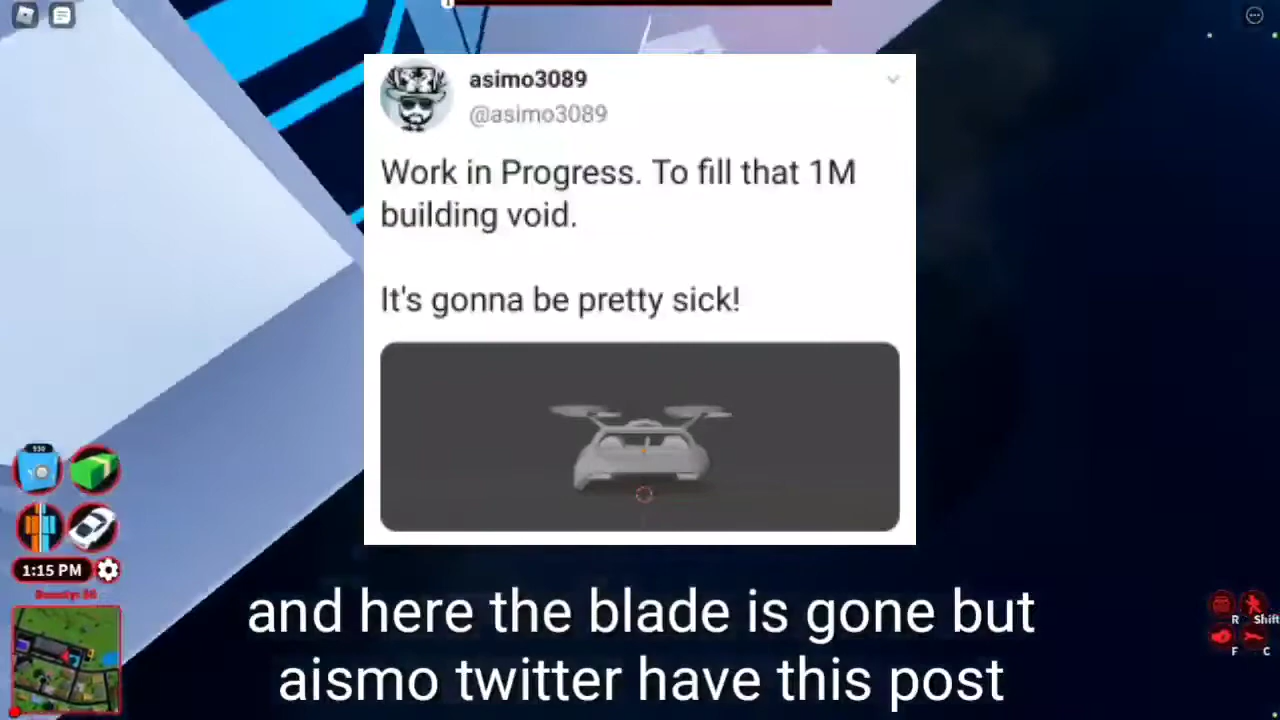 asimo3089
@asimo3089
Work in Progress. To fill that 1M
building void.
It's gonna be pretty sick!
1:15 PM
R Shift
F C
and here the blade is gone but
aismo twitter have this post